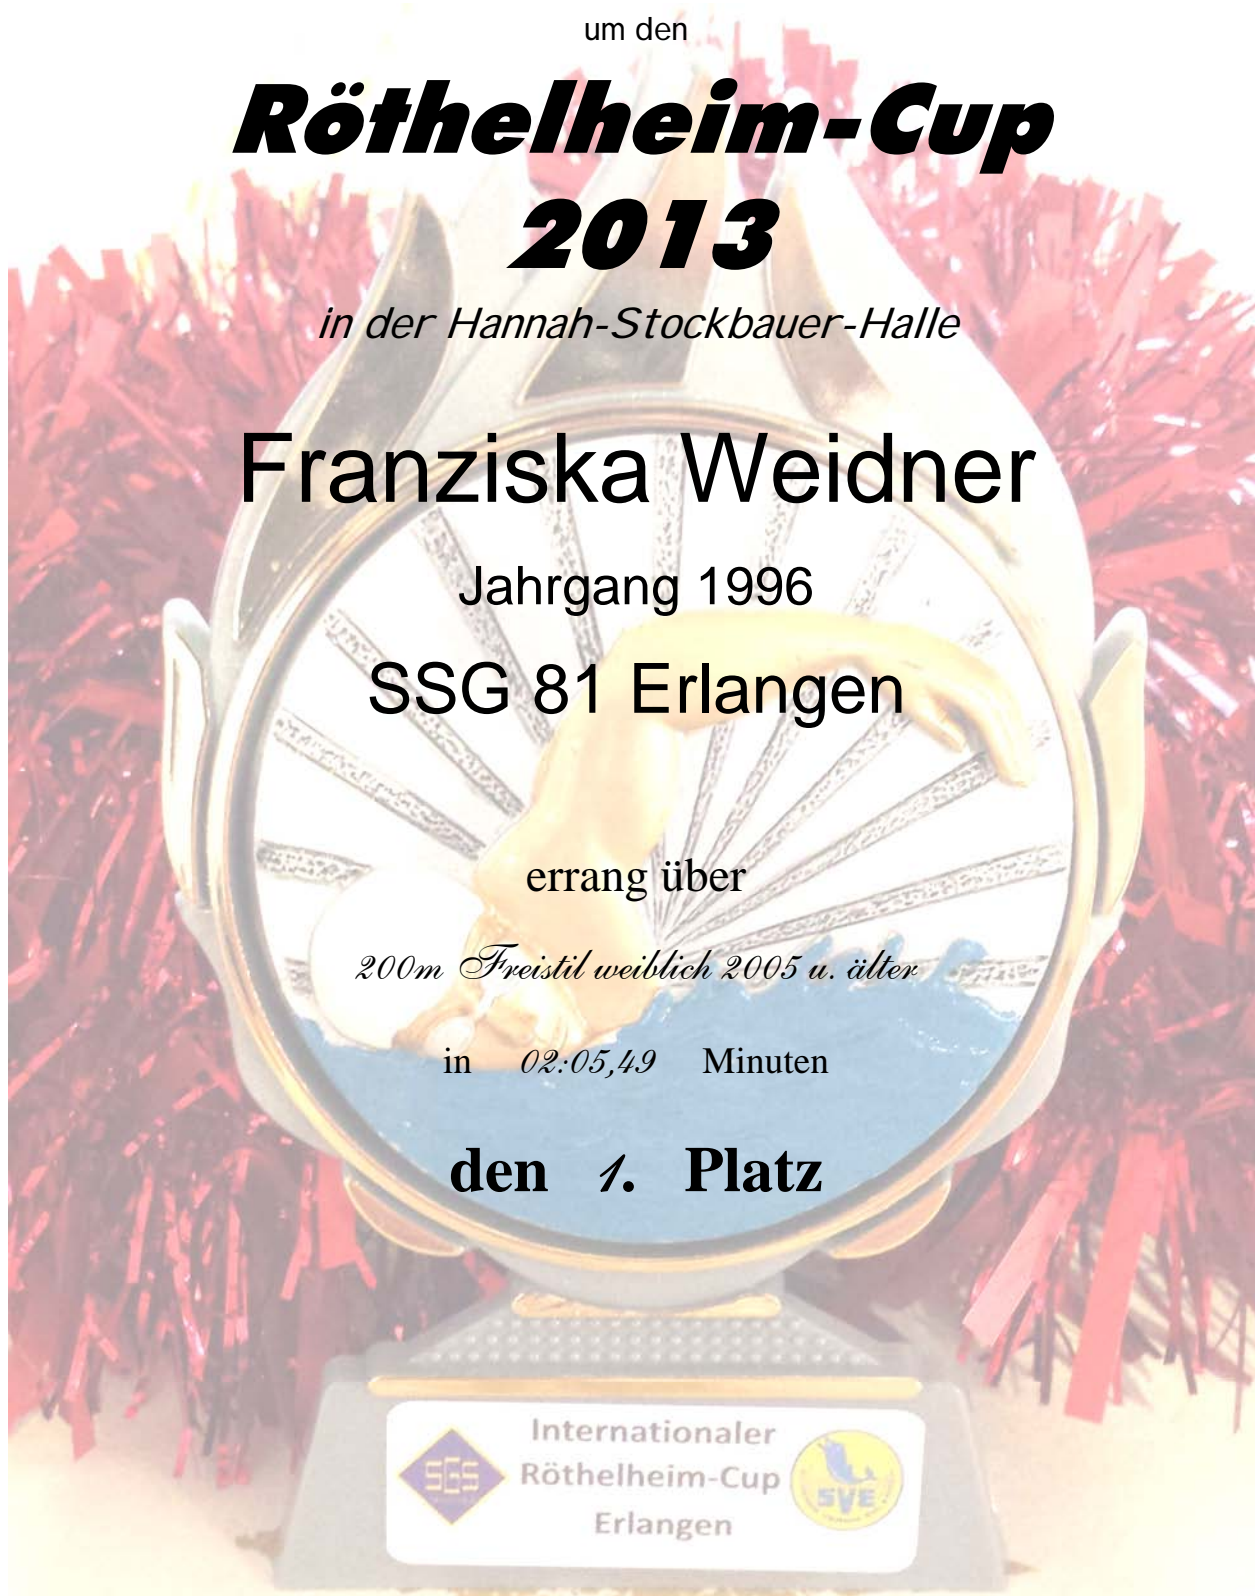 um den
Röthelheim-Cup
2013
in der Hannah-Stockbauer-Halle
Franziska Weidner
Jahrgang 1996
SSG 81 Erlangen
errang über
200m Freistil weiblich 2005 u. älter
in 02:05,49 Minuten
den 1. Platz
Internationaler
SGS Röthelheim-Cup SVE
Erlangen